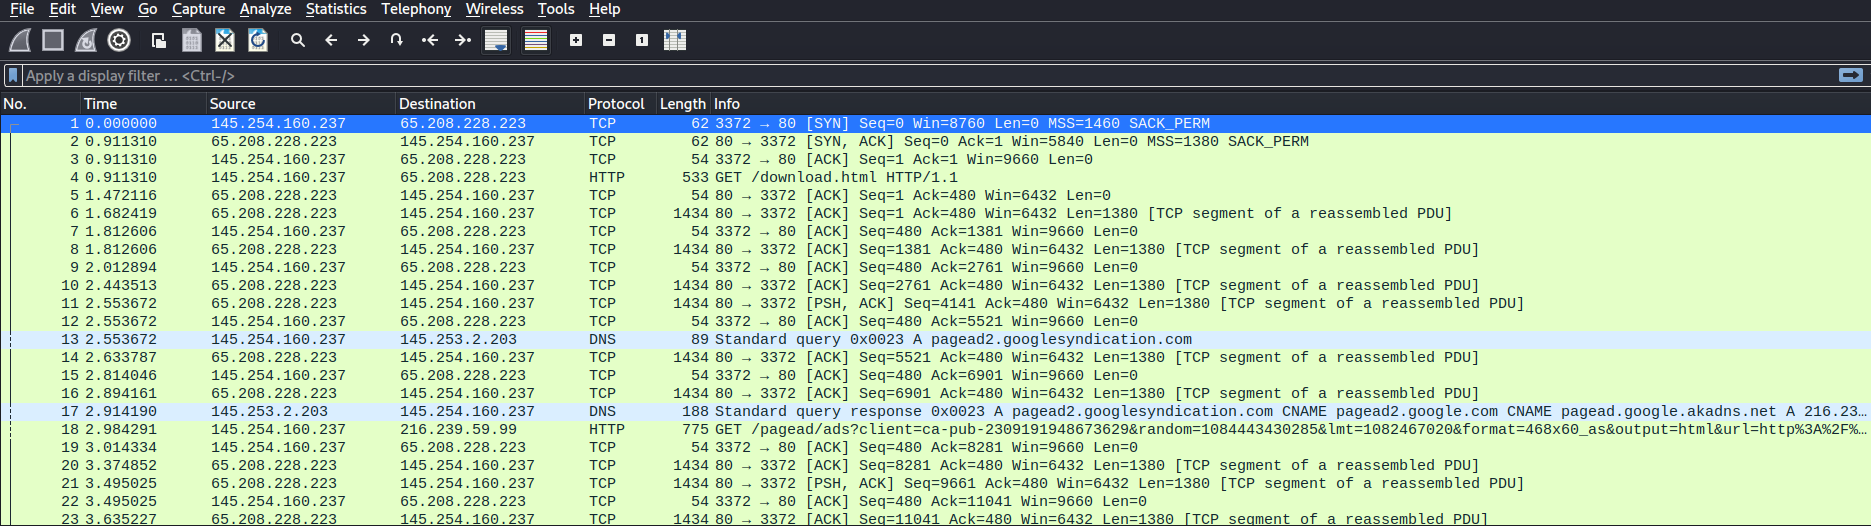 File Edit View Go Capture Analyze Statistics Telephony Wireless Tools Help
Apply a display filter … <Ctrl-/>
No. Time Source Destination Protocol Length Info
1 0.000000 145.254.160.237 65.208.228.223 TCP 62 3372 → 80 [SYN] Seq=0 Win=8760 Len=0 MSS=1460 SACK_PERM
2 0.911310 65.208.228.223 145.254.160.237 TCP 62 80 → 3372 [SYN, ACK] Seq=0 Ack=1 Win=5840 Len=0 MSS=1380 SACK_PERM
3 0.911310 145.254.160.237 65.208.228.223 TCP 54 3372 → 80 [ACK] Seq=1 Ack=1 Win=9660 Len=0
4 0.911310 145.254.160.237 65.208.228.223 HTTP 533 GET /download.html HTTP/1.1
5 1.472116 65.208.228.223 145.254.160.237 TCP 54 80 → 3372 [ACK] Seq=1 Ack=480 Win=6432 Len=0
6 1.682419 65.208.228.223 145.254.160.237 TCP 1434 80 → 3372 [ACK] Seq=1 Ack=480 Win=6432 Len=1380 [TCP segment of a reassembled PDU]
7 1.812606 145.254.160.237 65.208.228.223 TCP 54 3372 → 80 [ACK] Seq=480 Ack=1381 Win=9660 Len=0
8 1.812606 65.208.228.223 145.254.160.237 TCP 1434 80 → 3372 [ACK] Seq=1381 Ack=480 Win=6432 Len=1380 [TCP segment of a reassembled PDU]
9 2.012894 145.254.160.237 65.208.228.223 TCP 54 3372 → 80 [ACK] Seq=480 Ack=2761 Win=9660 Len=0
10 2.443513 65.208.228.223 145.254.160.237 TCP 1434 80 → 3372 [ACK] Seq=2761 Ack=480 Win=6432 Len=1380 [TCP segment of a reassembled PDU]
11 2.553672 65.208.228.223 145.254.160.237 TCP 1434 80 → 3372 [PSH, ACK] Seq=4141 Ack=480 Win=6432 Len=1380 [TCP segment of a reassembled PDU]
12 2.553672 145.254.160.237 65.208.228.223 TCP 54 3372 → 80 [ACK] Seq=480 Ack=5521 Win=9660 Len=0
13 2.553672 145.254.160.237 145.253.2.203 DNS 89 Standard query 0x0023 A pagead2.googlesyndication.com
14 2.633787 65.208.228.223 145.254.160.237 TCP 1434 80 → 3372 [ACK] Seq=5521 Ack=480 Win=6432 Len=1380 [TCP segment of a reassembled PDU]
15 2.814046 145.254.160.237 65.208.228.223 TCP 54 3372 → 80 [ACK] Seq=480 Ack=6901 Win=9660 Len=0
16 2.894161 65.208.228.223 145.254.160.237 TCP 1434 80 → 3372 [ACK] Seq=6901 Ack=480 Win=6432 Len=1380 [TCP segment of a reassembled PDU]
17 2.914190 145.253.2.203 145.254.160.237 DNS 188 Standard query response 0x0023 A pagead2.googlesyndication.com CNAME pagead2.google.com CNAME pagead.google.akadns.net A 216.23…
18 2.984291 145.254.160.237 216.239.59.99 HTTP 775 GET /pagead/ads?client=ca-pub-2309191948673629&random=1084443430285&lmt=1082467020&format=468x60_as&output=html&url=http%3A%2F%…
19 3.014334 145.254.160.237 65.208.228.223 TCP 54 3372 → 80 [ACK] Seq=480 Ack=8281 Win=9660 Len=0
20 3.374852 65.208.228.223 145.254.160.237 TCP 1434 80 → 3372 [ACK] Seq=8281 Ack=480 Win=6432 Len=1380 [TCP segment of a reassembled PDU]
21 3.495025 65.208.228.223 145.254.160.237 TCP 1434 80 → 3372 [PSH, ACK] Seq=9661 Ack=480 Win=6432 Len=1380 [TCP segment of a reassembled PDU]
22 3.495025 145.254.160.237 65.208.228.223 TCP 54 3372 → 80 [ACK] Seq=480 Ack=11041 Win=9660 Len=0
23 3.635227 65.208.228.223 145.254.160.237 TCP 1434 80 → 3372 [ACK] Seq=11041 Ack=480 Win=6432 Len=1380 [TCP segment of a reassembled PDU]